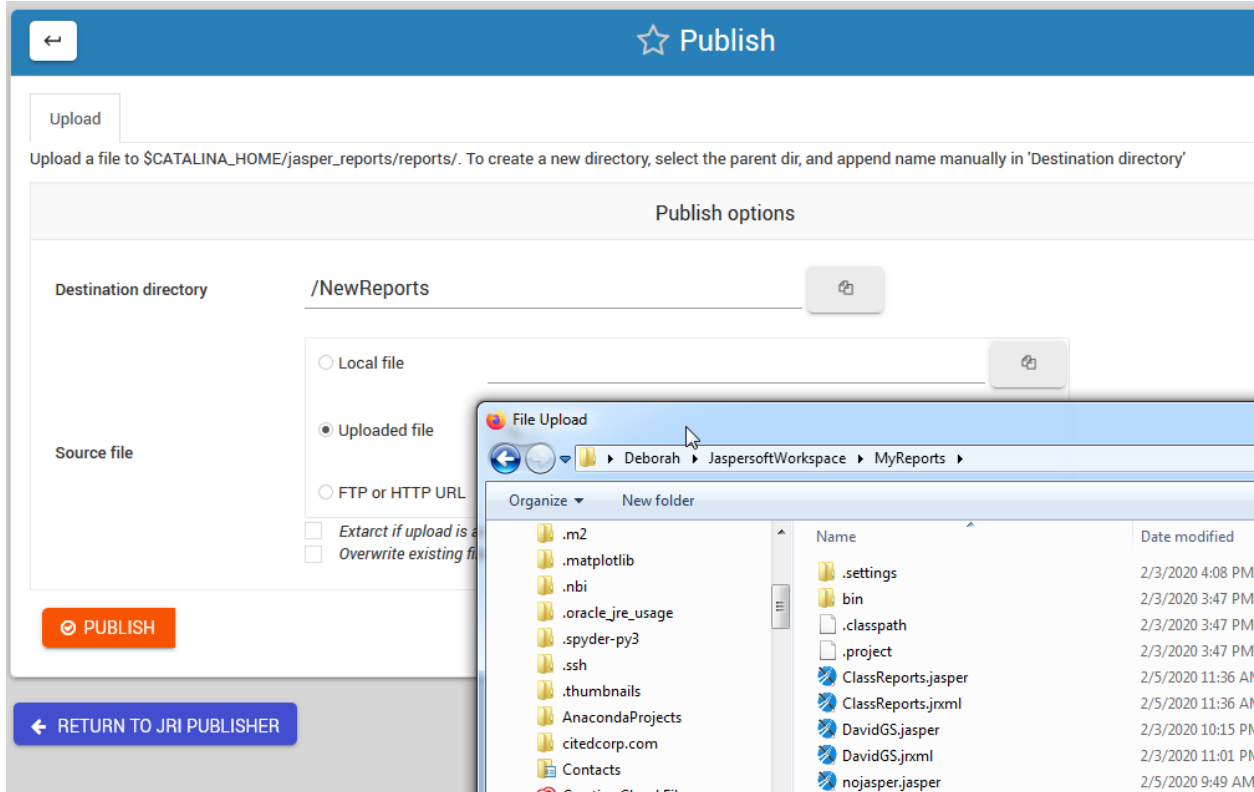 Publish
Upload
Upload a file to $CATALINA_HOME/jasper_reports/reports/. To create a new directory, select the parent dir, and append name manually in 'Destination directory'
Publish options
Destination directory
/NewReports
Local file
File Upload
Uploaded file
Source file
Deborah JaspersoftWorkspace MyReports
FTP or HTTP URL
Organize New folder
Extarct if upload is
Overwrite existing
Name Date modified
.m2
.matplotlib
.nbi
.oracle_jre_usage
.spyder-py3
.ssh
.thumbnails
AnacondaProjects
citedcorp.com
Contacts
.settings 2/3/2020 4:08 PM
bin 2/3/2020 3:47 PM
.classpath 2/3/2020 3:47 PM
.project 2/3/2020 3:47 PM
ClassReports.jasper 2/5/2020 11:36 AM
ClassReports.jrxml 2/5/2020 11:36 AM
DavidGS.jasper 2/3/2020 10:15 PM
DavidGS.jrxml 2/3/2020 11:01 PM
nojasper.jasper 2/5/2020 9:49 AM
PUBLISH
RETURN TO JRI PUBLISHER